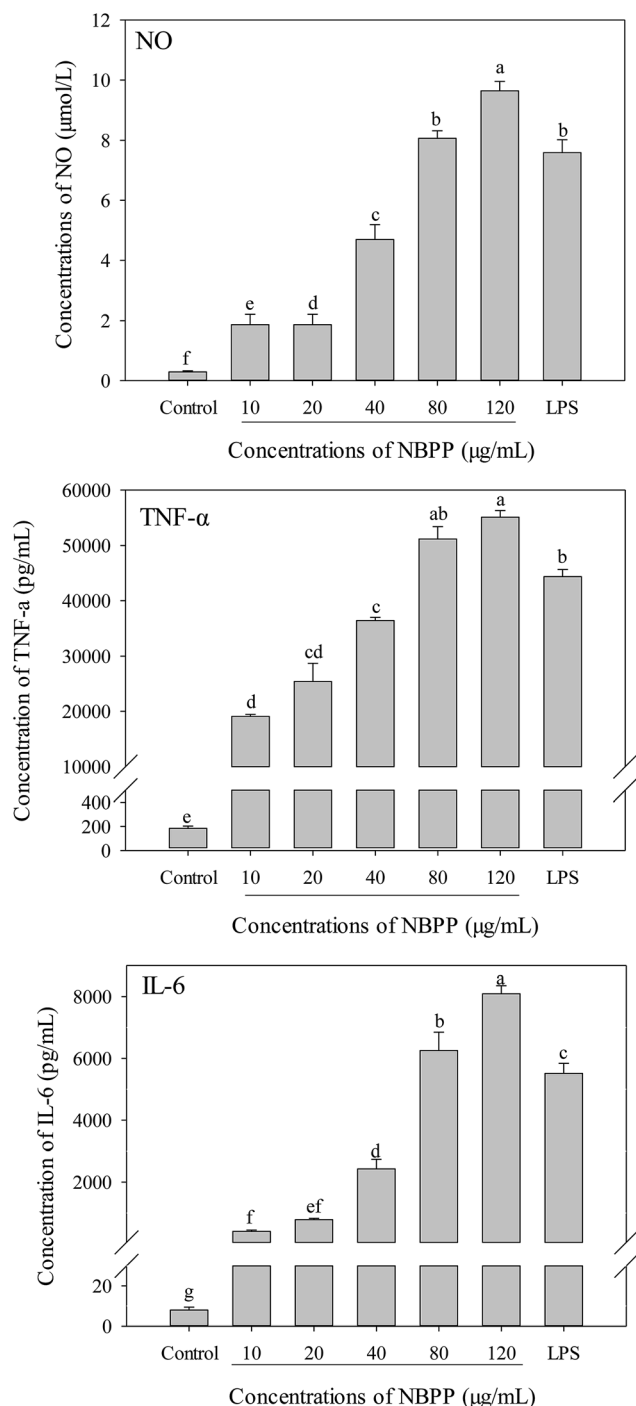 NO
Concentrations of NO (μmol/L)
12
10
8
6
4
2
0
f
e
d
c
b
a
b
Control 10 20 40 80 120 LPS
Concentrations of NBPP (μg/mL)
TNF-α
Concentration of TNF-a (pg/mL)
60000
50000
40000
30000
20000
10000
400
200
0
e
d
cd
c
ab
a
b
Control 10 20 40 80 120 LPS
Concentrations of NBPP (μg/mL)
IL-6
Concentration of IL-6 (pg/mL)
8000
6000
4000
2000
20
0
g
f
ef
d
b
a
c
Control 10 20 40 80 120 LPS
Concentrations of NBPP (μg/mL)